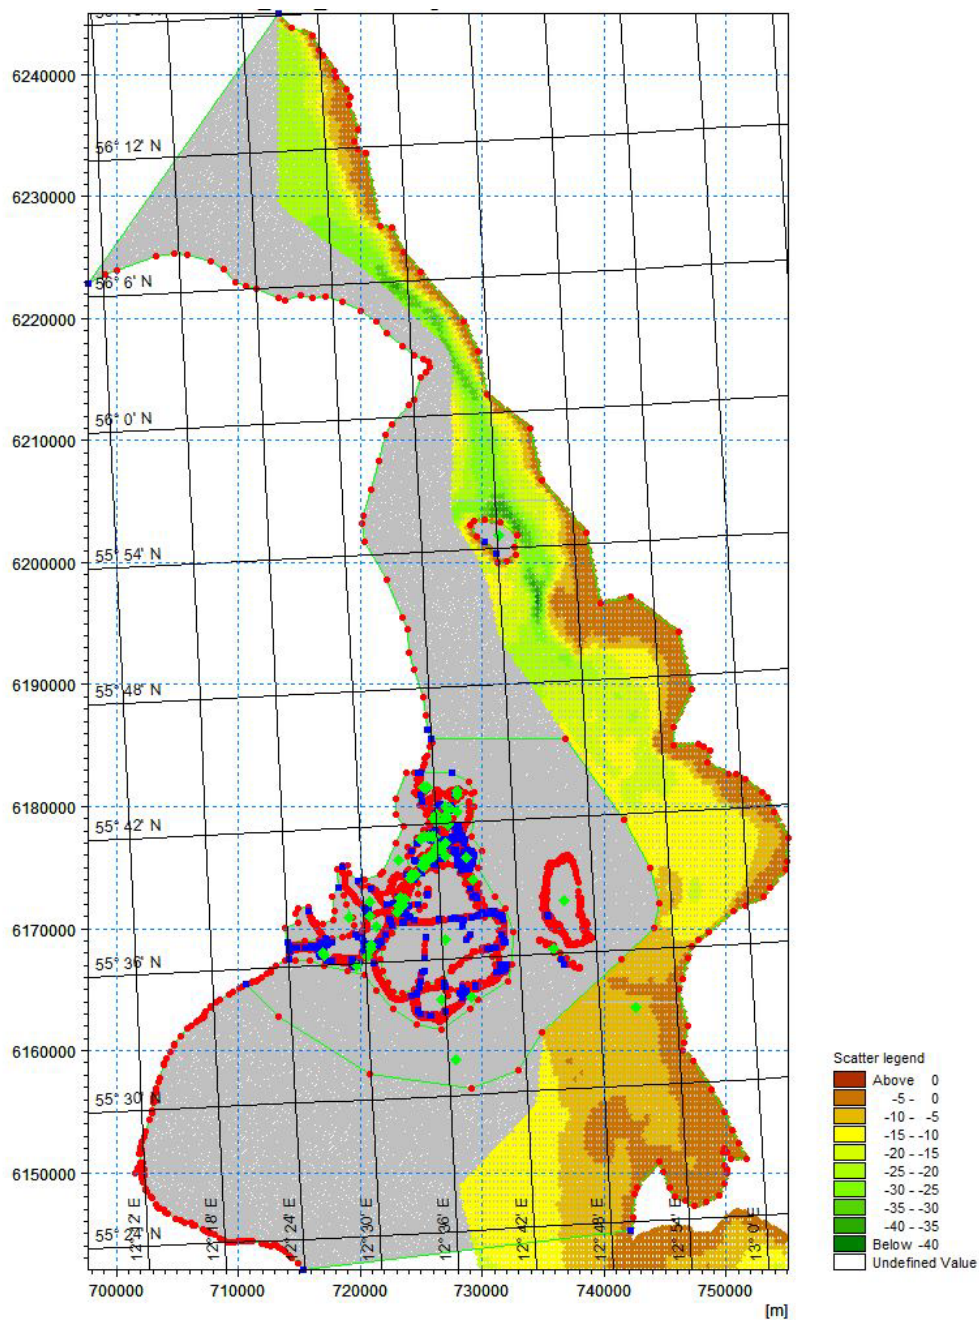 6240000
56° 12' N
6230000
56° 6' N
6220000
56° 0' N
6210000
55° 54' N
6200000
55° 48' N
6190000
55° 42' N
6180000
55° 36' N
6170000
6160000
55° 30' N
6150000
55° 24' N
12° 12' E
12° 18' E
12° 24' E
12° 30' E
12° 36' E
12° 42' E
12° 48' E
12° 54' E
13° 0' E
700000
710000
720000
730000
740000
750000
[m]
Scatter legend
Above 0
-5 - 0
-10 - -5
-15 - -10
-20 - -15
-25 - -20
-30 - -25
-35 - -30
-40 - -35
Below -40
Undefined Value